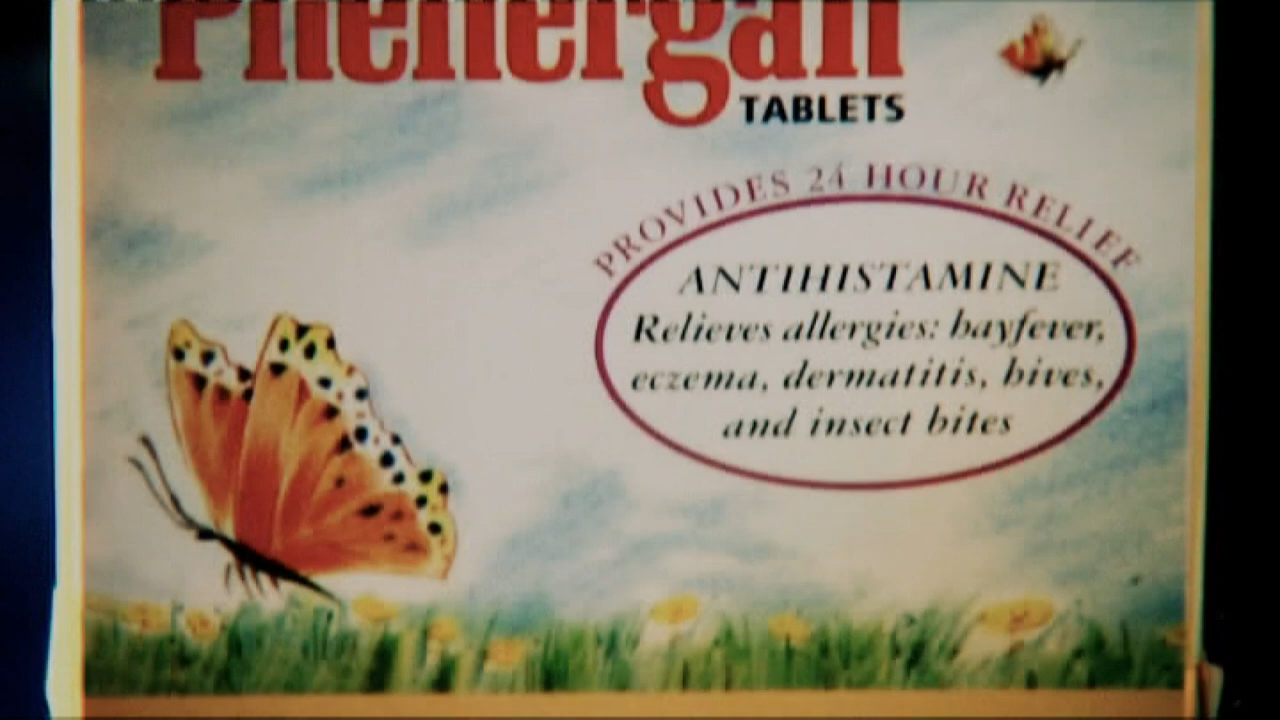 Phenergan
TABLETS
PROVIDES 24 HOUR RELIEF
ANTIHISTAMINE
Relieves allergies: hayfever,
eczema, dermatitis, hives,
and insect bites